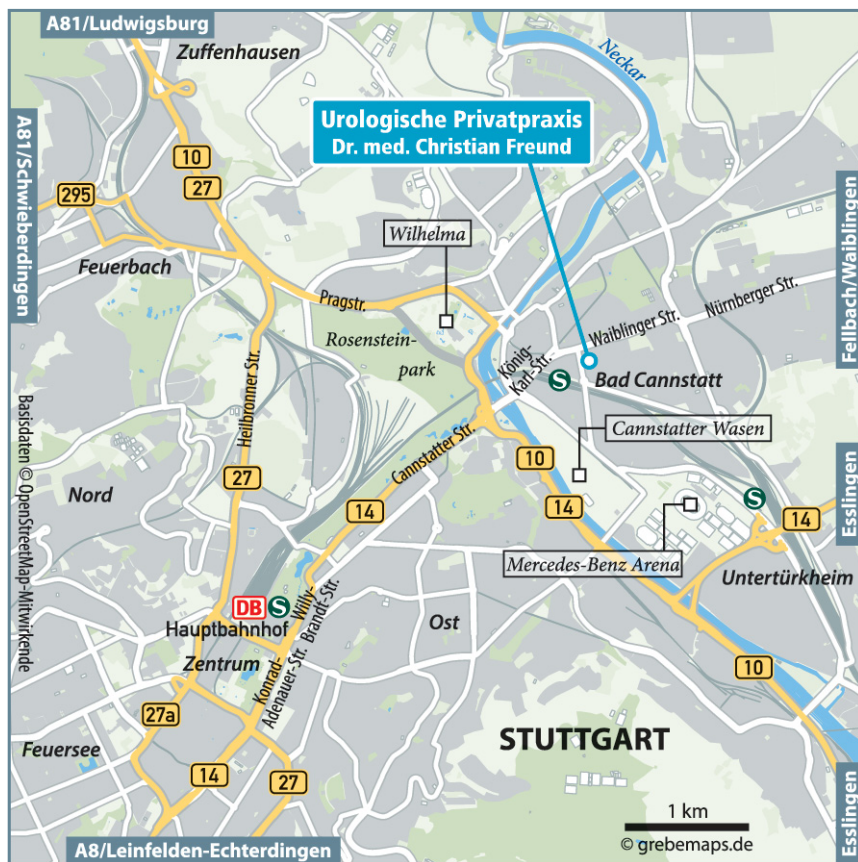 A81/Ludwigsburg
Zuffenhausen
Neckar
Urologische Privatpraxis
Dr. med. Christian Freund
A81/Schwieberdingen
10
27
295
Wilhelma
Feuerbach
Fellbach/Waiblingen
Pragstr.
Nürnberger Str.
Waiblinger Str.
Rosenstein-
park
König-
Karl-Str.
S
Bad Cannstatt
Heilbronner Str.
Basisdaten © OpenStreetMap-Mitwirkende
Cannstatter Str.
Cannstatter Wasen
10
27
Nord
14
14
S
14
Esslingen
Mercedes-Benz Arena
Untertürkheim
DB
S
Hauptbahnhof
Willy-
Brandt-Str.
Ost
Zentrum
Konrad-
Adenauer-Str.
10
27a
Feuersee
14
27
STUTTGART
1 km
© grebemaps.de
Esslingen
A8/Leinfelden-Echterdingen